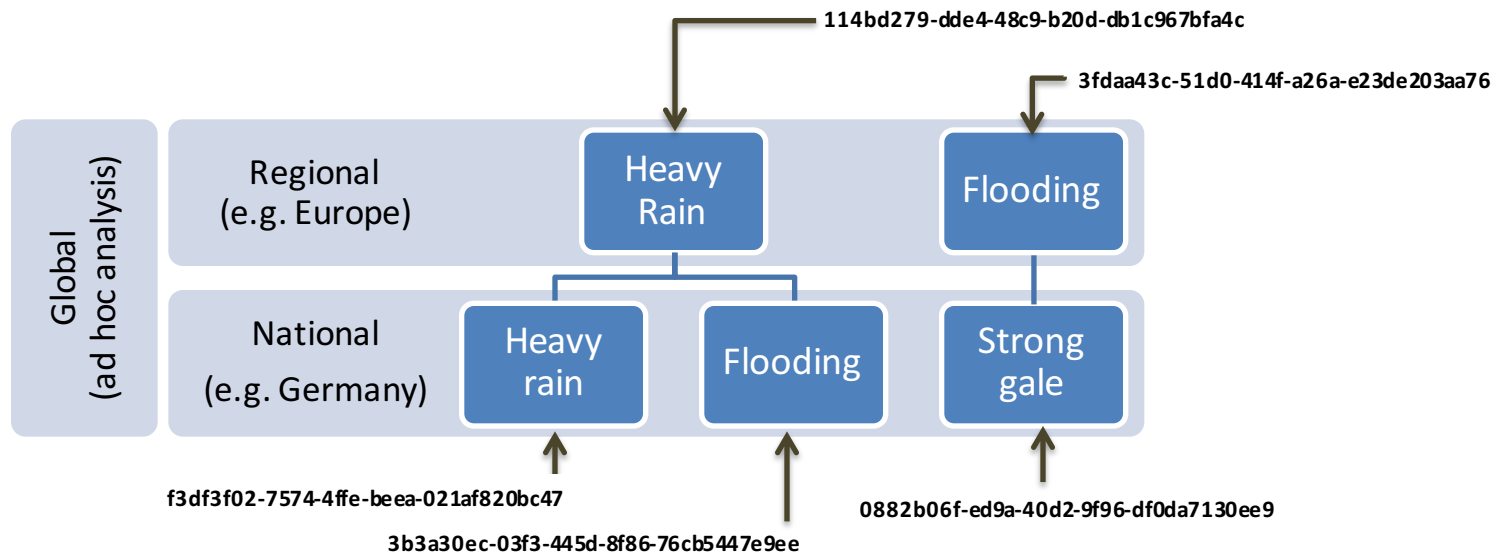 114bd279-dde4-48c9-b20d-db1c967bfa4c
3fdaa43c-51d0-414f-a26a-e23de203aa76
Global
(ad hoc analysis)
Regional
(e.g. Europe)
Heavy
Rain
Flooding
National
(e.g. Germany)
Heavy
rain
Flooding
Strong
gale
f3df3f02-7574-4ffe-beea-021af820bc47
0882b06f-ed9a-40d2-9f96-df0da7130ee9
3b3a30ec-03f3-445d-8f86-76cb5447e9ee